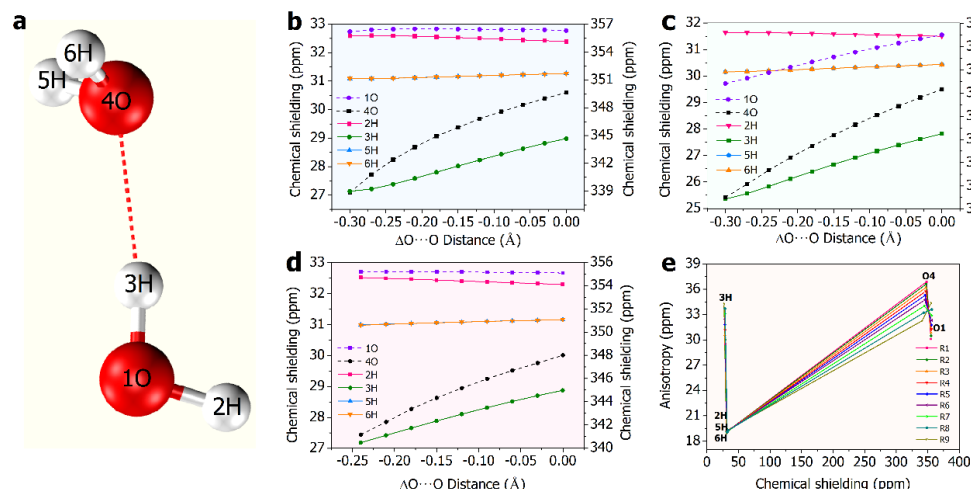 a
6H
5H
4O
3H
1O
2H
b
Chemical shielding (ppm)
33
32
31
30
29
28
27
1O
4O
2H
3H
5H
6H
357
354
351
348
345
342
339
Chemical shielding (ppm)
-0.30 -0.25 -0.20 -0.15 -0.10 -0.05 0.00
ΔO···O Distance (Å)
c
Chemical shielding (ppm)
32
31
30
29
28
27
26
25
1O
4O
2H
3H
5H
6H
-0.30 -0.25 -0.20 -0.15 -0.10 -0.05 0.00
ΔO···O Distance (Å)
d
Chemical shielding (ppm)
33
32
31
30
29
28
27
1O
4O
2H
3H
5H
6H
356
354
352
350
348
346
344
342
340
Chemical shielding (ppm)
-0.25 -0.20 -0.15 -0.10 -0.05 0.00
ΔO···O Distance (Å)
e
Anisotropy (ppm)
36
33
30
27
24
21
18
3H
O4
O1
2H
5H
6H
R1
R2
R3
R4
R5
R6
R7
R8
R9
0 50 100 150 200 250 300 350 400
Chemical shielding (ppm)